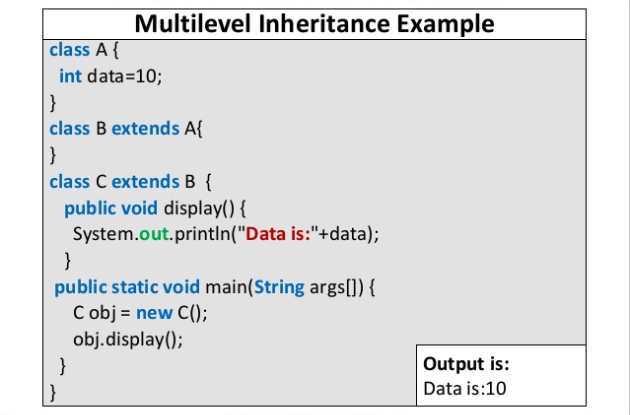 Multilevel Inheritance Example
class A {
int data=10;
}
class B extends A{
}
class C extends B {
public void display() {
System.out.println("Data is:"+data);
}
public static void main(String args[]) {
C obj = new C();
obj.display();
}
}
Output is:
Data is:10